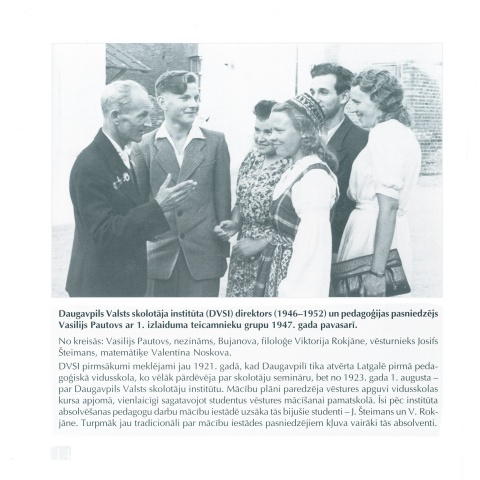 Daugavpils Valsts skolotāja institūta (DVSI) direktors (1946–1952) un pedagoģijas pasniedzējs
Vasilijs Pautovs ar 1. izlaiduma teicamnieku grupu 1947. gada pavasarī.
No kreisās: Vasilijs Pautovs, nezināms, Bujanova, filoloģe Viktorija Rokjāne, vēsturnieks Josifs
Šteimans, matemātiķe Valentīna Noskova.
DVSI pirmsākumi meklējami jau 1921. gadā, kad Daugavpilī tika atvērta Latgalē pirmā peda-
goģiskā vidusskola, ko vēlāk pārdēvēja par skolotāju semināru, bet no 1923. gada 1. augusta –
par Daugavpils Valsts skolotāju institūtu. Mācību plāni paredzēja vēstures apguvi vidusskolas
kursa apjomā, vienlaicīgi sagatavojot studentus vēstures mācīšanai pamatskolā. Īsi pēc institūta
absolvēšanas pedagogu darbu mācību iestādē uzsāka tās bijušie studenti – J. Šteimans un V. Rok-
jāne. Turpmāk jau tradicionāli par mācību iestādes pasniedzējiem kļuva vairāki tās absolventi.
14